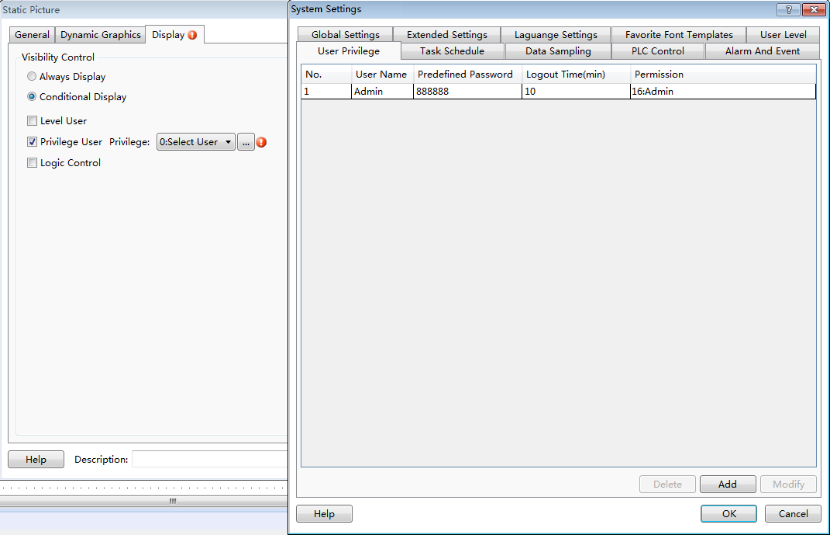 Static Picture
General Dynamic Graphics Display
Visibility Control
Always Display
Conditional Display
Level User
Privilege User Privilege: 0:Select User ...
Logic Control
Help Description:
System Settings
Global Settings Extended Settings Laguange Settings Favorite Font Templates User Level
User Privilege Task Schedule Data Sampling PLC Control Alarm And Event
No. User Name Predefined Password Logout Time(min) Permission
1 Admin 888888 10 16:Admin
Delete Add Modify
Help OK Cancel